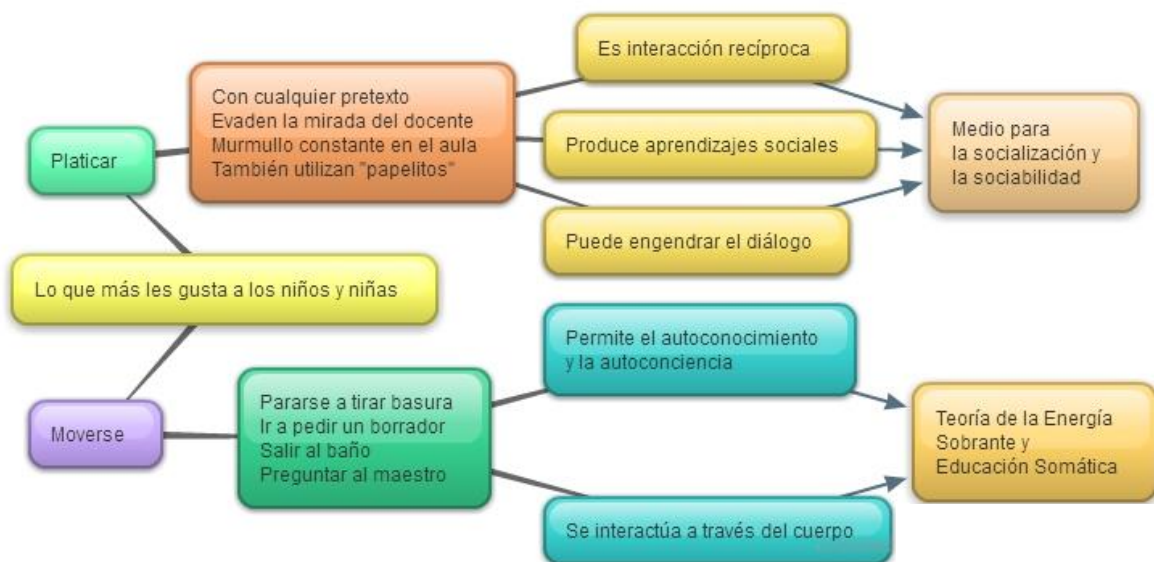 Platicar
Con cualquier pretexto
Evaden la mirada del docente
Murmullo constante en el aula
También utilizan "papelitos"
Es interacción recíproca
Produce aprendizajes sociales
Puede engendrar el diálogo
Medio para
la socialización y
la sociabilidad
Lo que más les gusta a los niños y niñas
Moverse
Pararse a tirar basura
Ir a pedir un borrador
Salir al baño
Preguntar al maestro
Permite el autoconocimiento
y la autoconciencia
Se interactúa a través del cuerpo
Teoría de la Energía
Sobrante y
Educación Somática